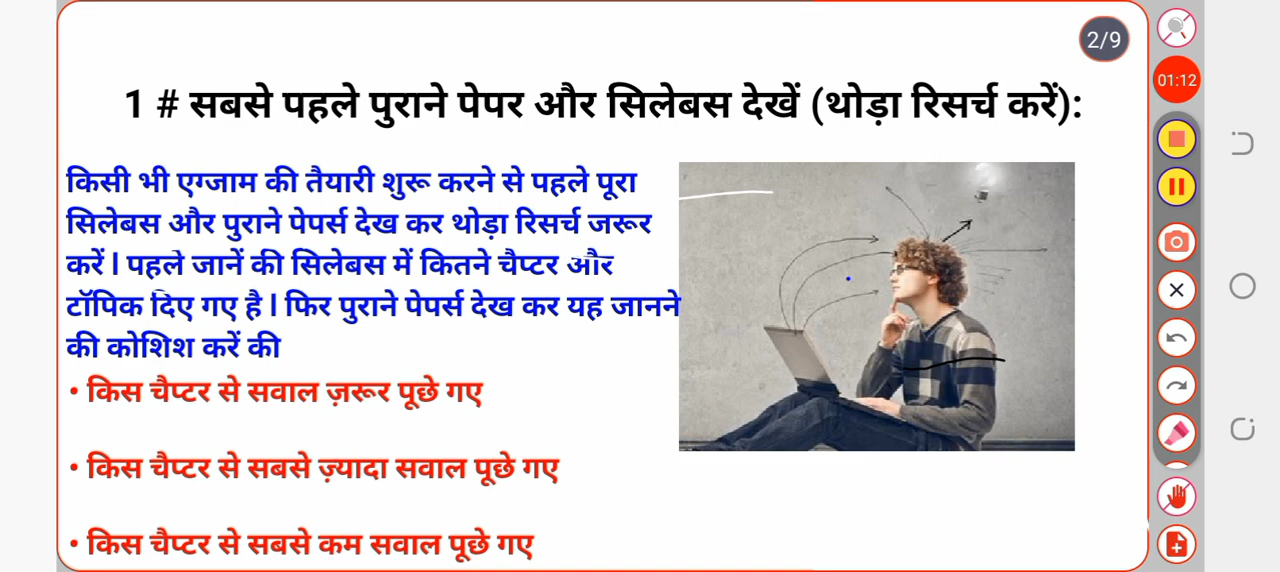 2/9
01:12
1 # सबसे पहले पुराने पेपर और सिलेबस देखें (थोड़ा रिसर्च करें):
किसी भी एग्जाम की तैयारी शुरू करने से पहले पूरा
सिलेबस और पुराने पेपर्स देख कर थोड़ा रिसर्च जरूर
करें l पहले जानें की सिलेबस में कितने चैप्टर और
टॉपिक दिए गए है l फिर पुराने पेपर्स देख कर यह जानने
की कोशिश करें की
• किस चैप्टर से सवाल ज़रूर पूछे गए
• किस चैप्टर से सबसे ज़्यादा सवाल पूछे गए
• किस चैप्टर से सबसे कम सवाल पूछे गए